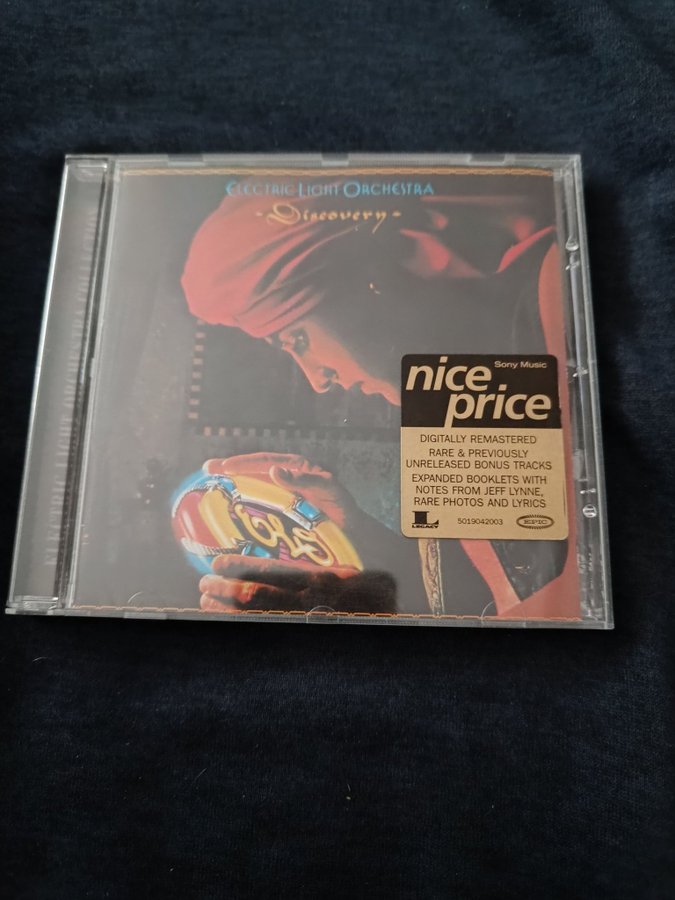 ELECTRIC LIGHT ORCHESTRA
- Discovery -
Sony Music
nice
price
DIGITALLY REMASTERED
RARE & PREVIOUSLY
UNRELEASED BONUS TRACKS
EXPANDED BOOKLETS WITH
NOTES FROM JEFF LYNNE,
RARE PHOTOS AND LYRICS
L
LEGACY
5019042003
EPIC